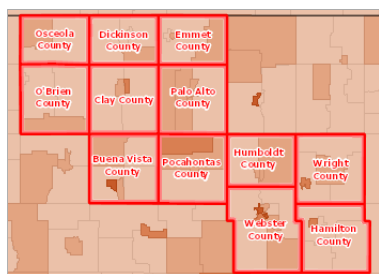 Osceola
County
Dickinson
County
Emmet
County
O'Brien
County
Clay County
Palo Alto
County
Buena Vista
County
Pocahontas
County
Humboldt
County
Wright
County
Webster
County
Hamilton
County